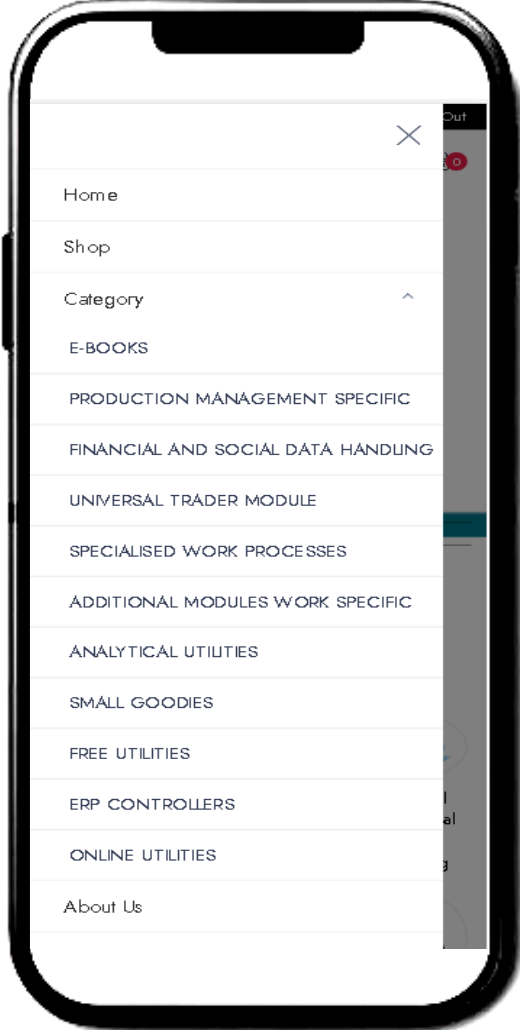 Out
0
Home
Shop
Category
E-BOOKS
PRODUCTION MANAGEMENT SPECIFIC
FINANCIAL AND SOCIAL DATA HANDLING
UNIVERSAL TRADER MODULE
SPECIALISED WORK PROCESSES
ADDITIONAL MODULES WORK SPECIFIC
ANALYTICAL UTILITIES
SMALL GOODIES
FREE UTILITIES
ERP CONTROLLERS
ONLINE UTILITIES
About Us